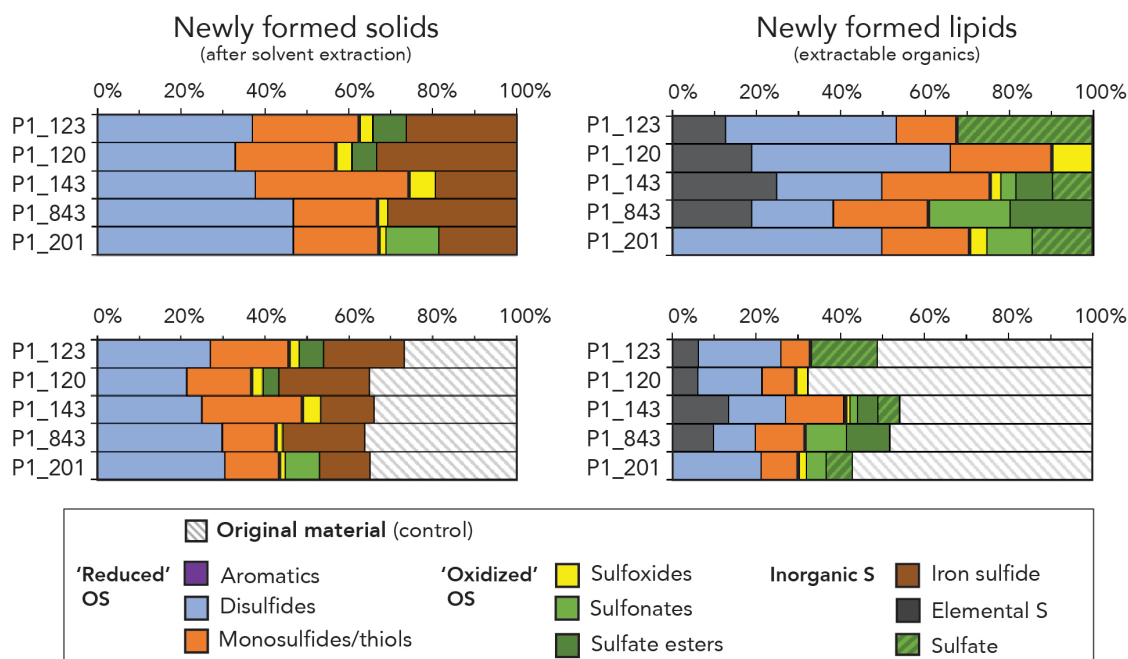 Newly formed solids
(after solvent extraction)
0% 20% 40% 60% 80% 100%
P1_123
P1_120
P1_143
P1_843
P1_201
Newly formed lipids
(extractable organics)
0% 20% 40% 60% 80% 100%
P1_123
P1_120
P1_143
P1_843
P1_201
0% 20% 40% 60% 80% 100%
P1_123
P1_120
P1_143
P1_843
P1_201
0% 20% 40% 60% 80% 100%
P1_123
P1_120
P1_143
P1_843
P1_201
Original material (control)
'Reduced'
OS
Aromatics
Disulfides
Monosulfides/thiols
'Oxidized'
OS
Sulfoxides
Sulfonates
Sulfate esters
Inorganic S
Iron sulfide
Elemental S
Sulfate